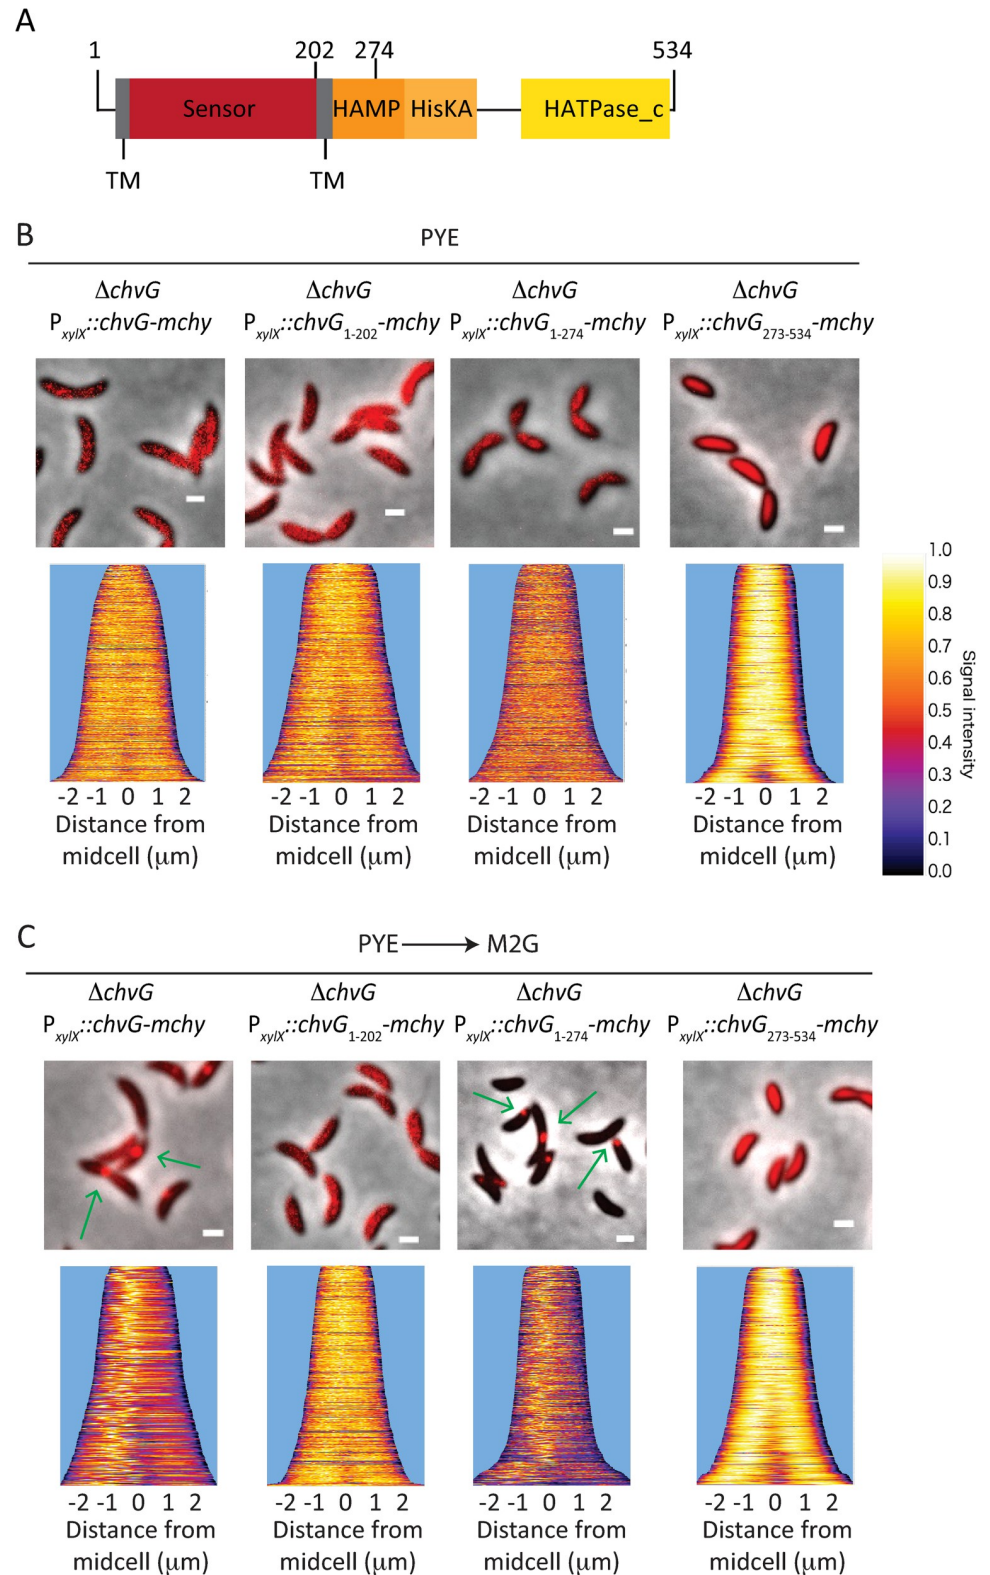 A
1 202 274 534
Sensor HAMP HisKA HATPase_c
TM TM
B
PYE
ΔchvG ΔchvG ΔchvG ΔchvG
PxylX::chvG-mchy PxylX::chvG1-202-mchy PxylX::chvG1-274-mchy PxylX::chvG273-534-mchy
1.0
0.9
0.8
0.7
0.6
0.5
0.4
0.3
0.2
0.1
0.0
Signal intensity
-2 -1 0 1 2 -2 -1 0 1 2 -2 -1 0 1 2 -2 -1 0 1 2
Distance from Distance from Distance from Distance from
midcell (μm) midcell (μm) midcell (μm) midcell (μm)
C
PYE → M2G
ΔchvG ΔchvG ΔchvG ΔchvG
PxylX::chvG-mchy PxylX::chvG1-202-mchy PxylX::chvG1-274-mchy PxylX::chvG273-534-mchy
-2 -1 0 1 2 -2 -1 0 1 2 -2 -1 0 1 2 -2 -1 0 1 2
Distance from Distance from Distance from Distance from
midcell (μm) midcell (μm) midcell (μm) midcell (μm)